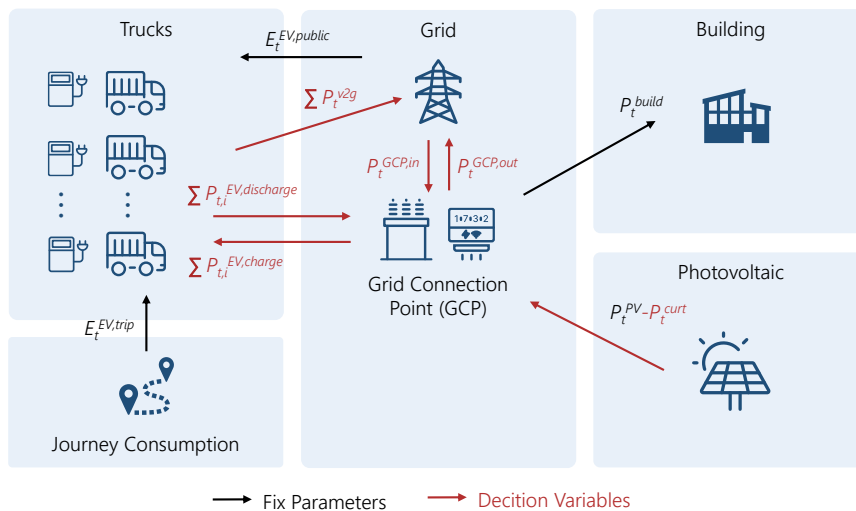 Trucks
Grid
Building
E_t^EV,public
∑ P_t^v2g
P_t^build
P_t^GCP,in
P_t^GCP,out
∑ P_t,i^EV,discharge
1 7 3 2
∑ P_t,i^EV,charge
Grid Connection
Point (GCP)
Photovoltaic
P_t^PV-P_t^curt
E_t^EV,trip
Journey Consumption
Fix Parameters
Decition Variables